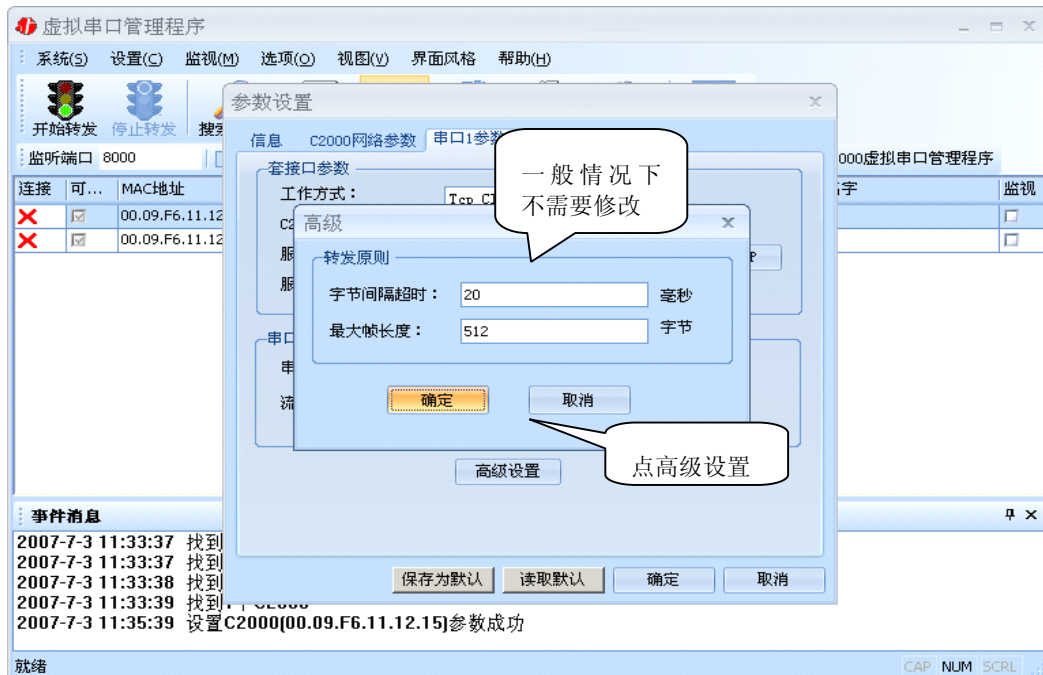 虚拟串口管理程序
系统(S) 设置(C) 监视(M) 选项(O) 视图(V) 界面风格 帮助(H)
开始转发 停止转发
监听端口 8000
000虚拟串口管理程序
连接 可... MAC地址
监视
00.09.F6.11.12
00.09.F6.11.12
参数设置
信息 C2000网络参数 串口1参数
套接口参数
工作方式：
一般情况下
不需要修改
高级
转发原则
字节间隔超时： 20 毫秒
最大帧长度： 512 字节
确定 取消
点高级设置
高级设置
保存为默认 读取默认 确定 取消
事件消息
2007-7-3 11:33:37 找到
2007-7-3 11:33:37 找到
2007-7-3 11:33:38 找到
2007-7-3 11:33:39 找到
2007-7-3 11:35:39 设置C2000(00.09.F6.11.12.15)参数成功
就绪
CAP NUM SCRL